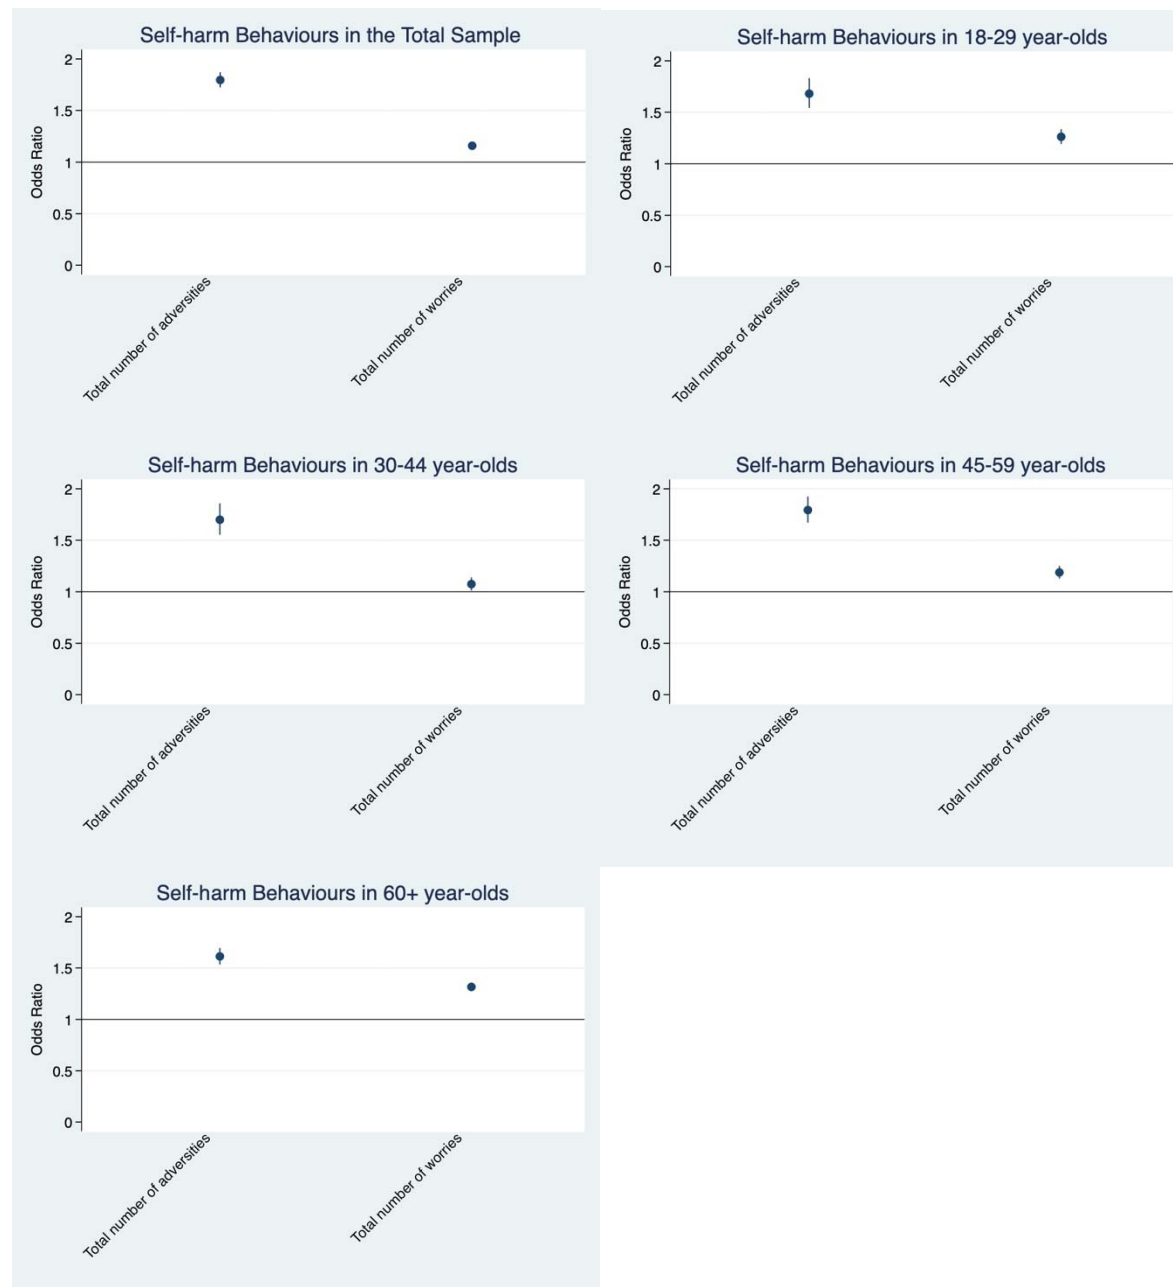 Self-harm Behaviours in the Total Sample
Odds Ratio
2
1.5
1
0.5
0
Total number of adversities
Total number of worries
Self-harm Behaviours in 18-29 year-olds
Odds Ratio
2
1.5
1
0.5
0
Total number of adversities
Total number of worries
Self-harm Behaviours in 30-44 year-olds
Odds Ratio
2
1.5
1
0.5
0
Total number of adversities
Total number of worries
Self-harm Behaviours in 45-59 year-olds
Odds Ratio
2
1.5
1
0.5
0
Total number of adversities
Total number of worries
Self-harm Behaviours in 60+ year-olds
Odds Ratio
2
1.5
1
0.5
0
Total number of adversities
Total number of worries